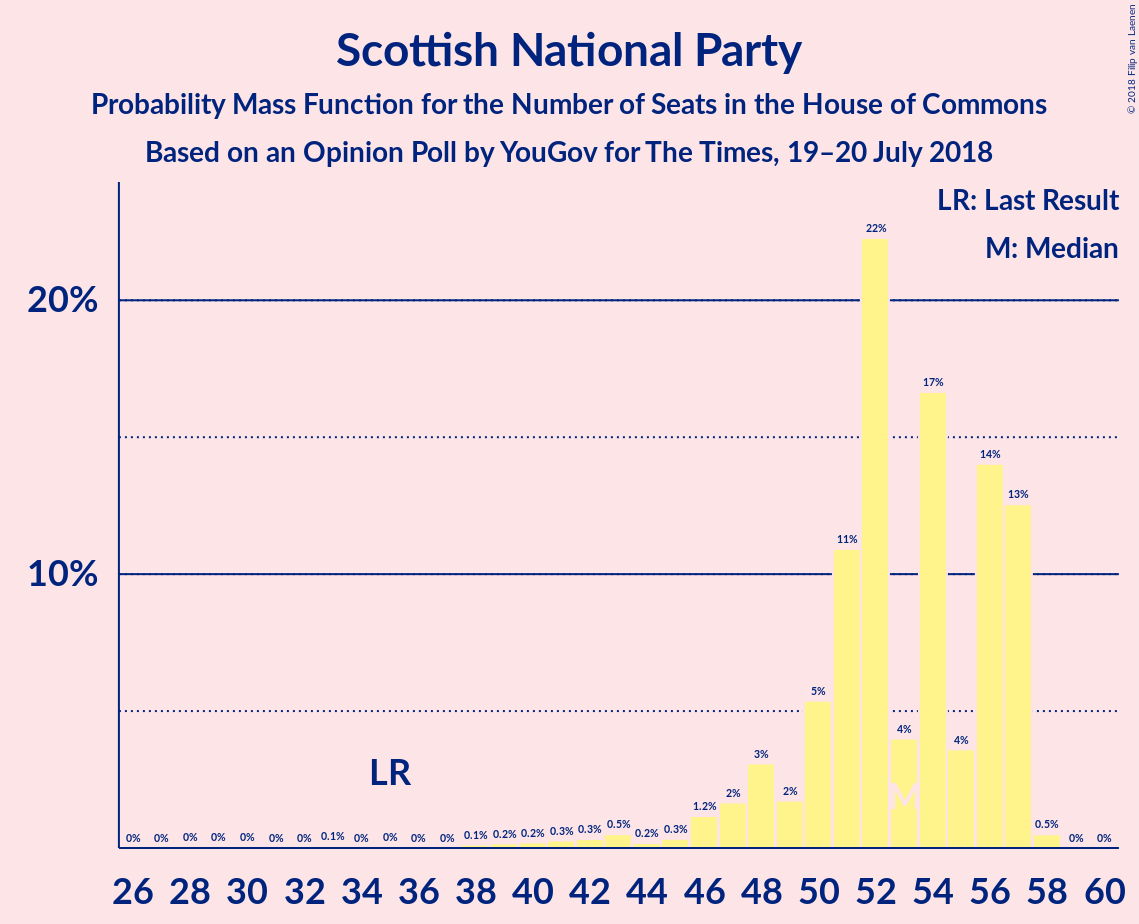 © 2018 Filip van Laenen
Scottish National Party
Probability Mass Function for the Number of Seats in the House of Commons
Based on an Opinion Poll by YouGov for The Times, 19–20 July 2018
LR: Last Result
M: Median
20%
10%
22%
17%
14%
13%
11%
5%
4%
4%
3%
2%
2%
1.2%
LR
M
0% 0% 0% 0% 0% 0% 0% 0.1% 0% 0% 0% 0% 0.1% 0.2% 0.2% 0.3% 0.3% 0.5% 0.2% 0.3% 0.5% 0% 0%
26 28 30 32 34 36 38 40 42 44 46 48 50 52 54 56 58 60